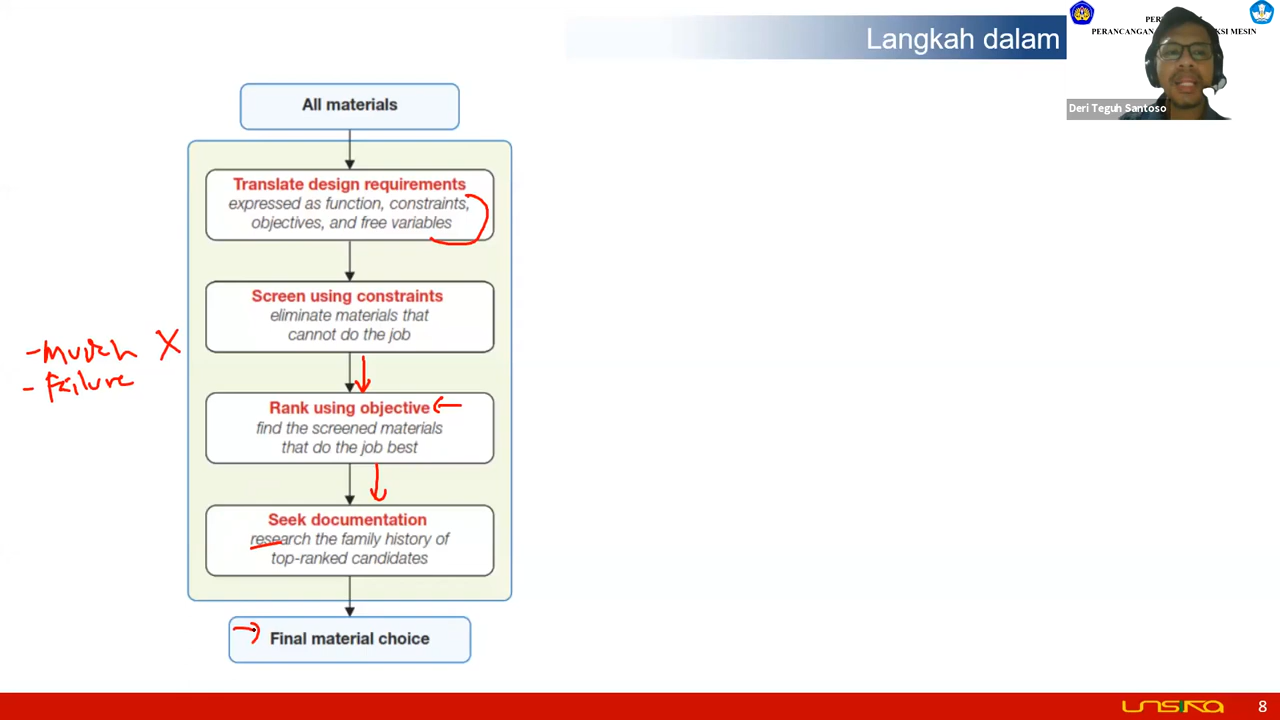 Langkah dalam
PERANCANGAN
Deri Teguh Santoso
All materials
Translate design requirements
expressed as function, constraints,
objectives, and free variables
Screen using constraints
eliminate materials that
cannot do the job
- failure
Rank using objective
find the screened materials
that do the job best
Seek documentation
research the family history of
top-ranked candidates
Final material choice
unsika
8